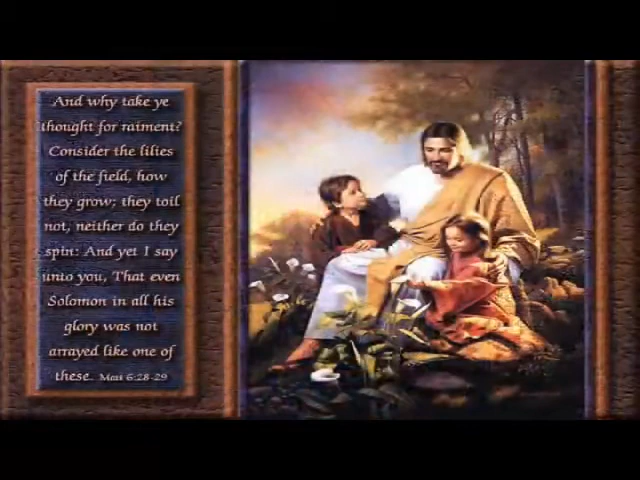 And why take ye
thought for raiment?
Consider the lilies
of the field, how
they grow; they toil
not, neither do they
spin: And yet I say
unto you, That even
Solomon in all his
glory was not
arrayed like one of
these. Matt 6:28-29